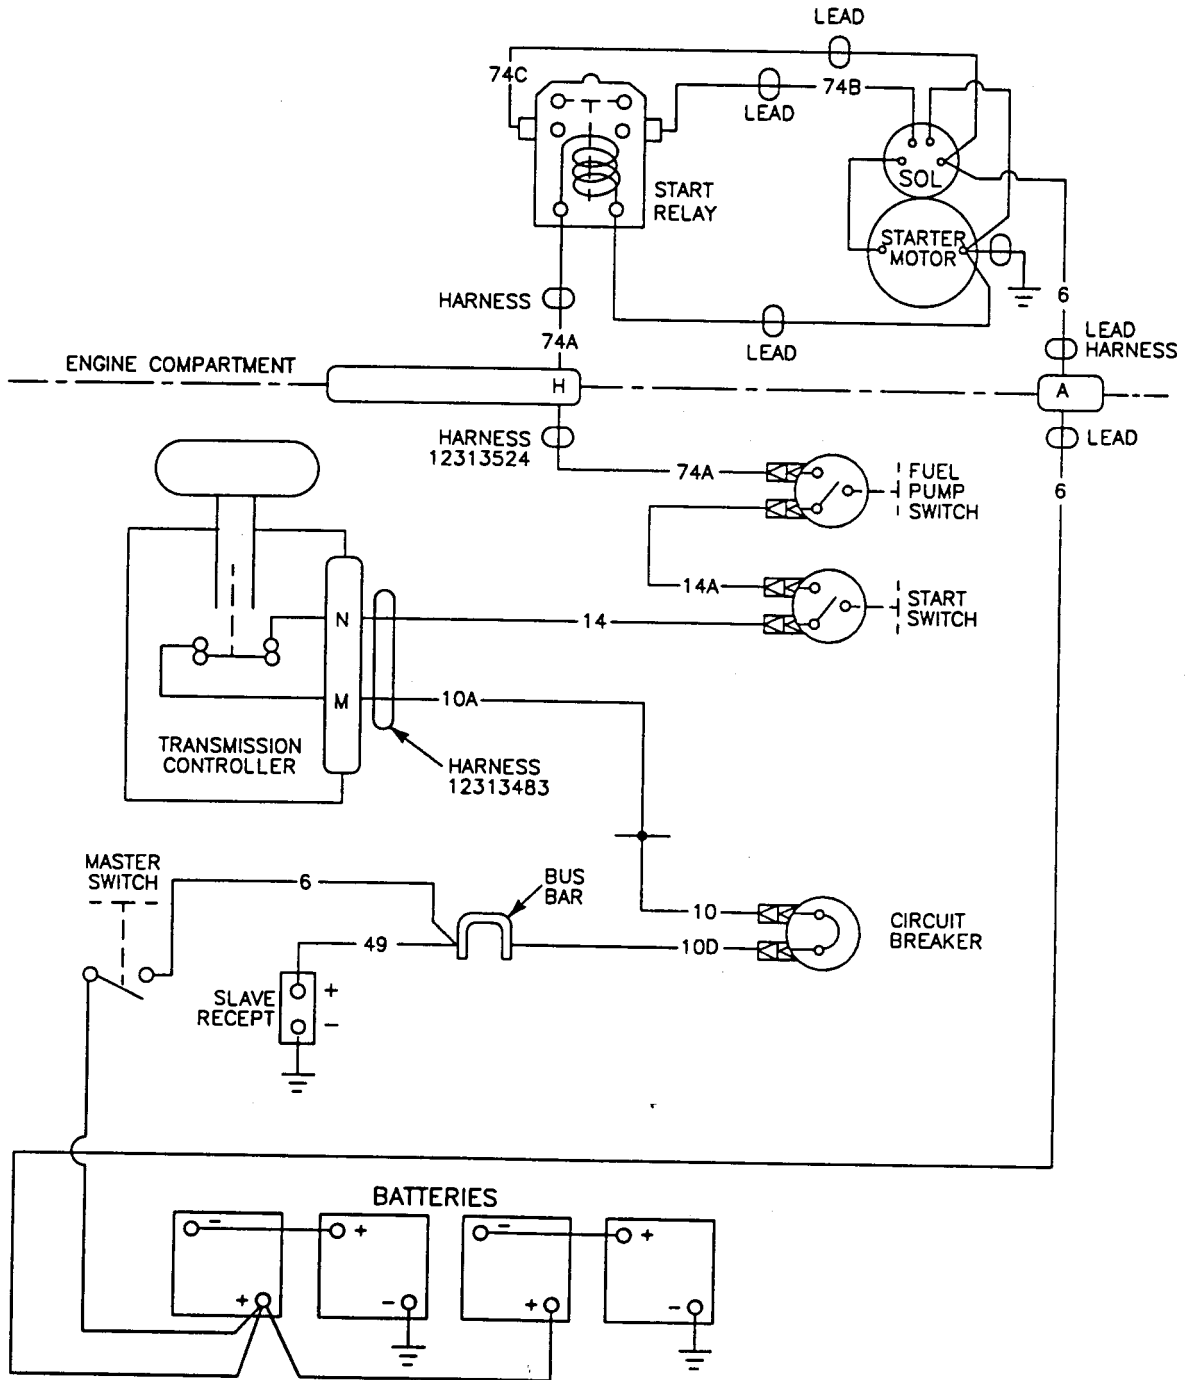 LEAD
74C
LEAD
74B
START
RELAY
SOL
STARTER
MOTOR
HARNESS
74A
LEAD
6
LEAD
HARNESS
ENGINE COMPARTMENT
H
A
HARNESS
12313524
LEAD
74A
FUEL
PUMP
SWITCH
6
14A
START
SWITCH
N
14
M
10A
TRANSMISSION
CONTROLLER
HARNESS
12313483
MASTER
SWITCH
6
BUS
BAR
10
CIRCUIT
BREAKER
49
10D
SLAVE
RECEPT
+
-
BATTERIES
-
+
-
+
+
-
+
-